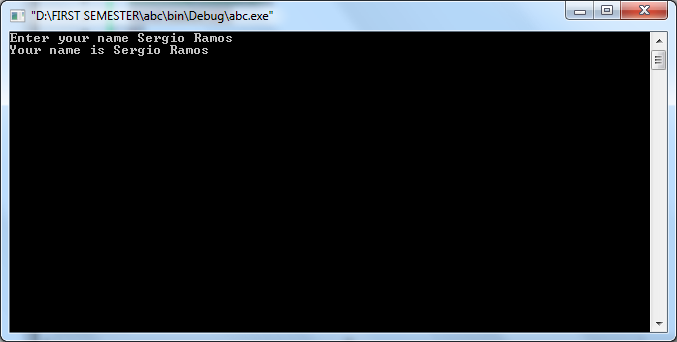 "D:\FIRST SEMESTER\abc\bin\Debug\abc.exe"
Enter your name Sergio Ramos
Your name is Sergio Ramos